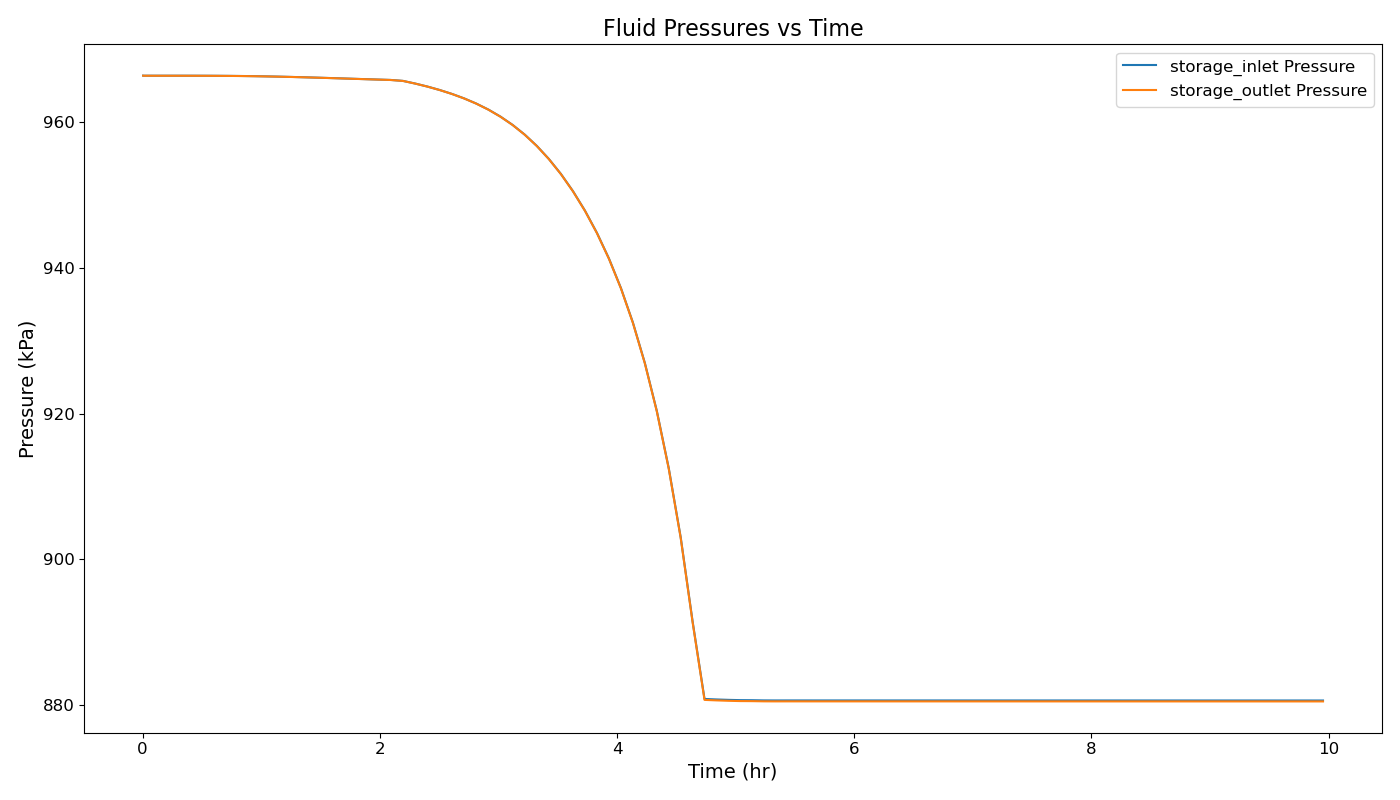 Fluid Pressures vs Time
storage_inlet Pressure
storage_outlet Pressure
Pressure (kPa)
960
940
920
900
880
0 2 4 6 8 10
Time (hr)